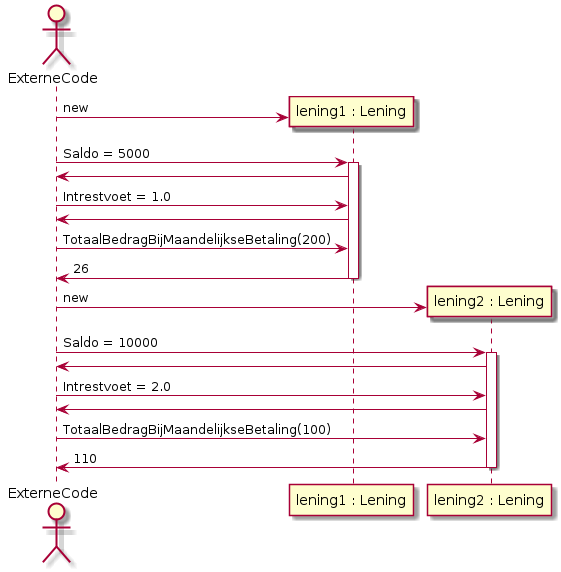 ExterneCode
lening1 : Lening
new
Saldo = 5000
Intrestvoet = 1.0
TotaalBedragBijMaandelijkseBetaling(200)
26
new
lening2 : Lening
Saldo = 10000
Intrestvoet = 2.0
TotaalBedragBijMaandelijkseBetaling(100)
110
ExterneCode
lening1 : Lening
lening2 : Lening